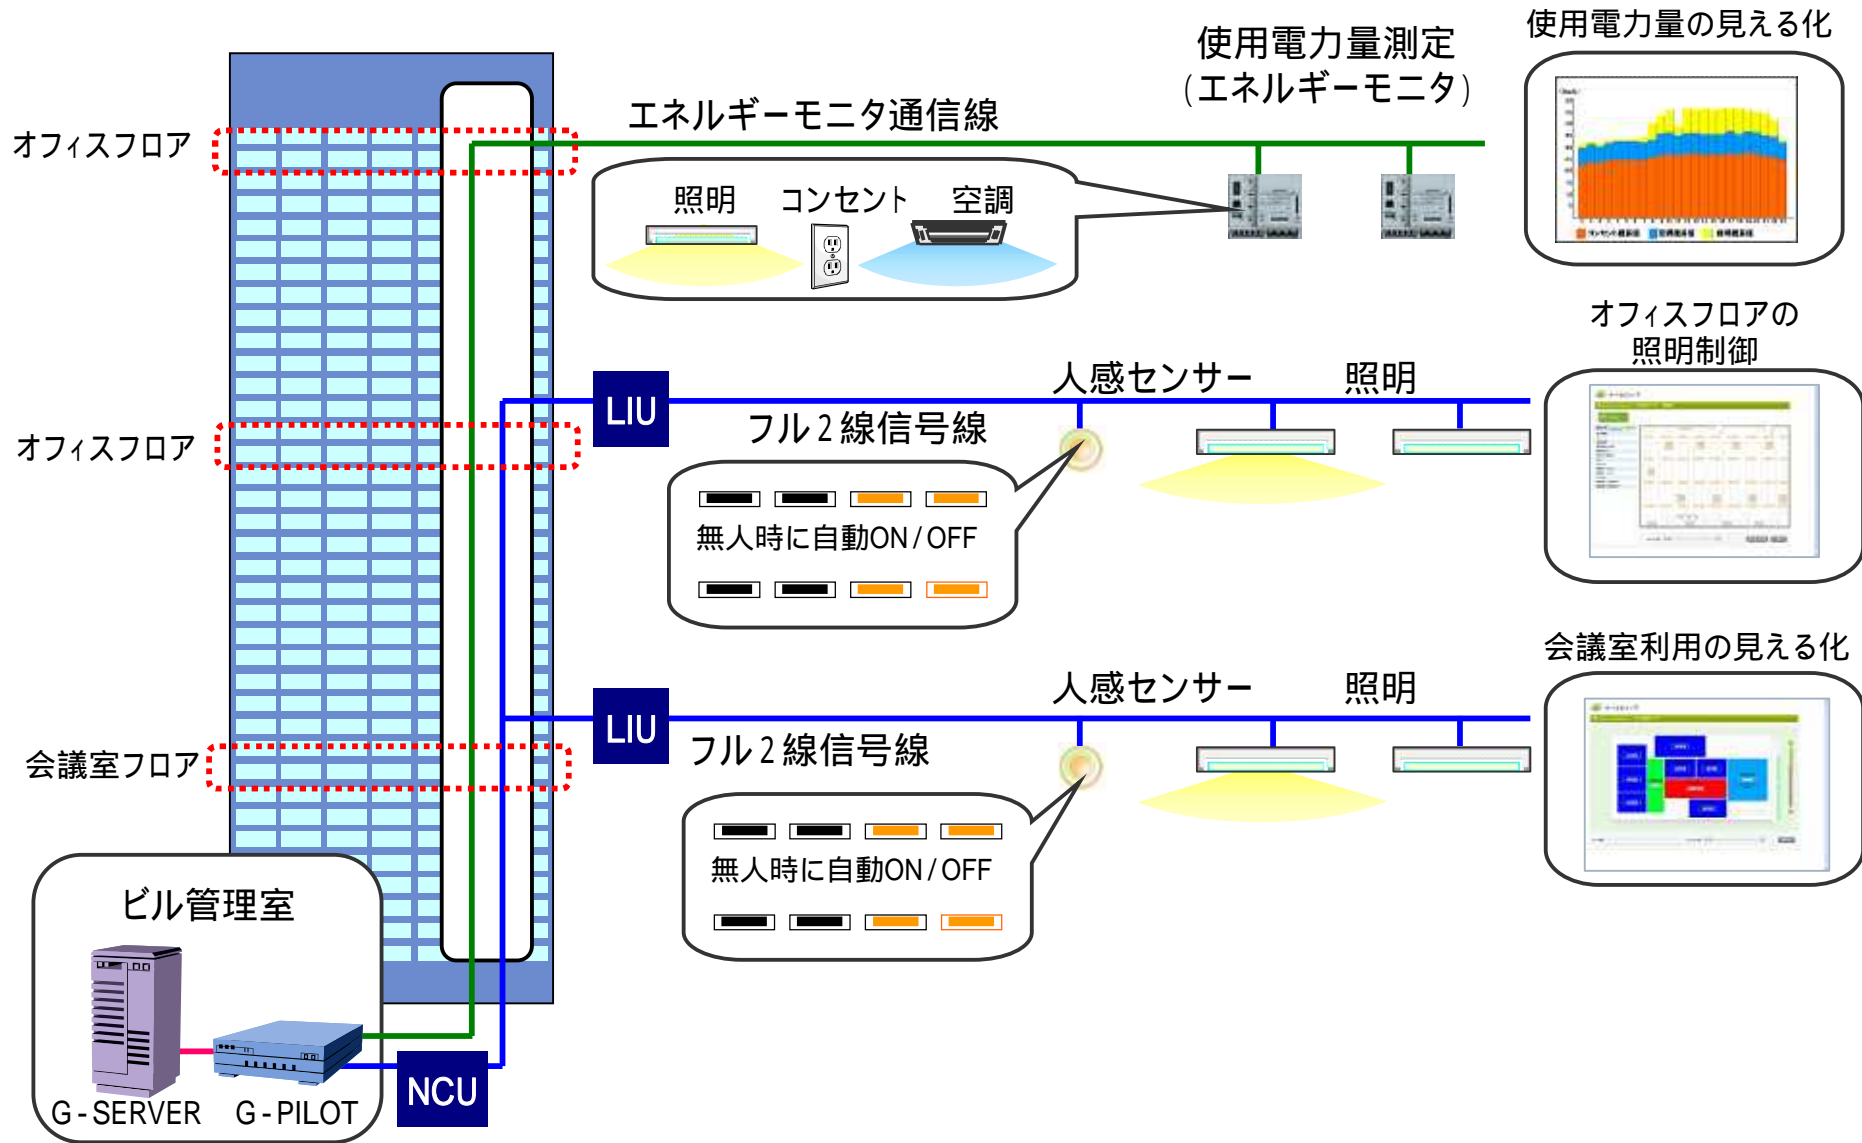 使用電力量の見える化
使用電力量測定
(エネルギーモニタ)
エネルギーモニタ通信線
オフィスフロア
照明
コンセント
空調
オフィスフロアの
照明制御
人感センサー
照明
LIU
フル2線信号線
オフィスフロア
無人時に自動ON/OFF
会議室利用の見える化
人感センサー
照明
LIU
フル2線信号線
会議室フロア
無人時に自動ON/OFF
ビル管理室
NCU
G-SERVER
G-PILOT